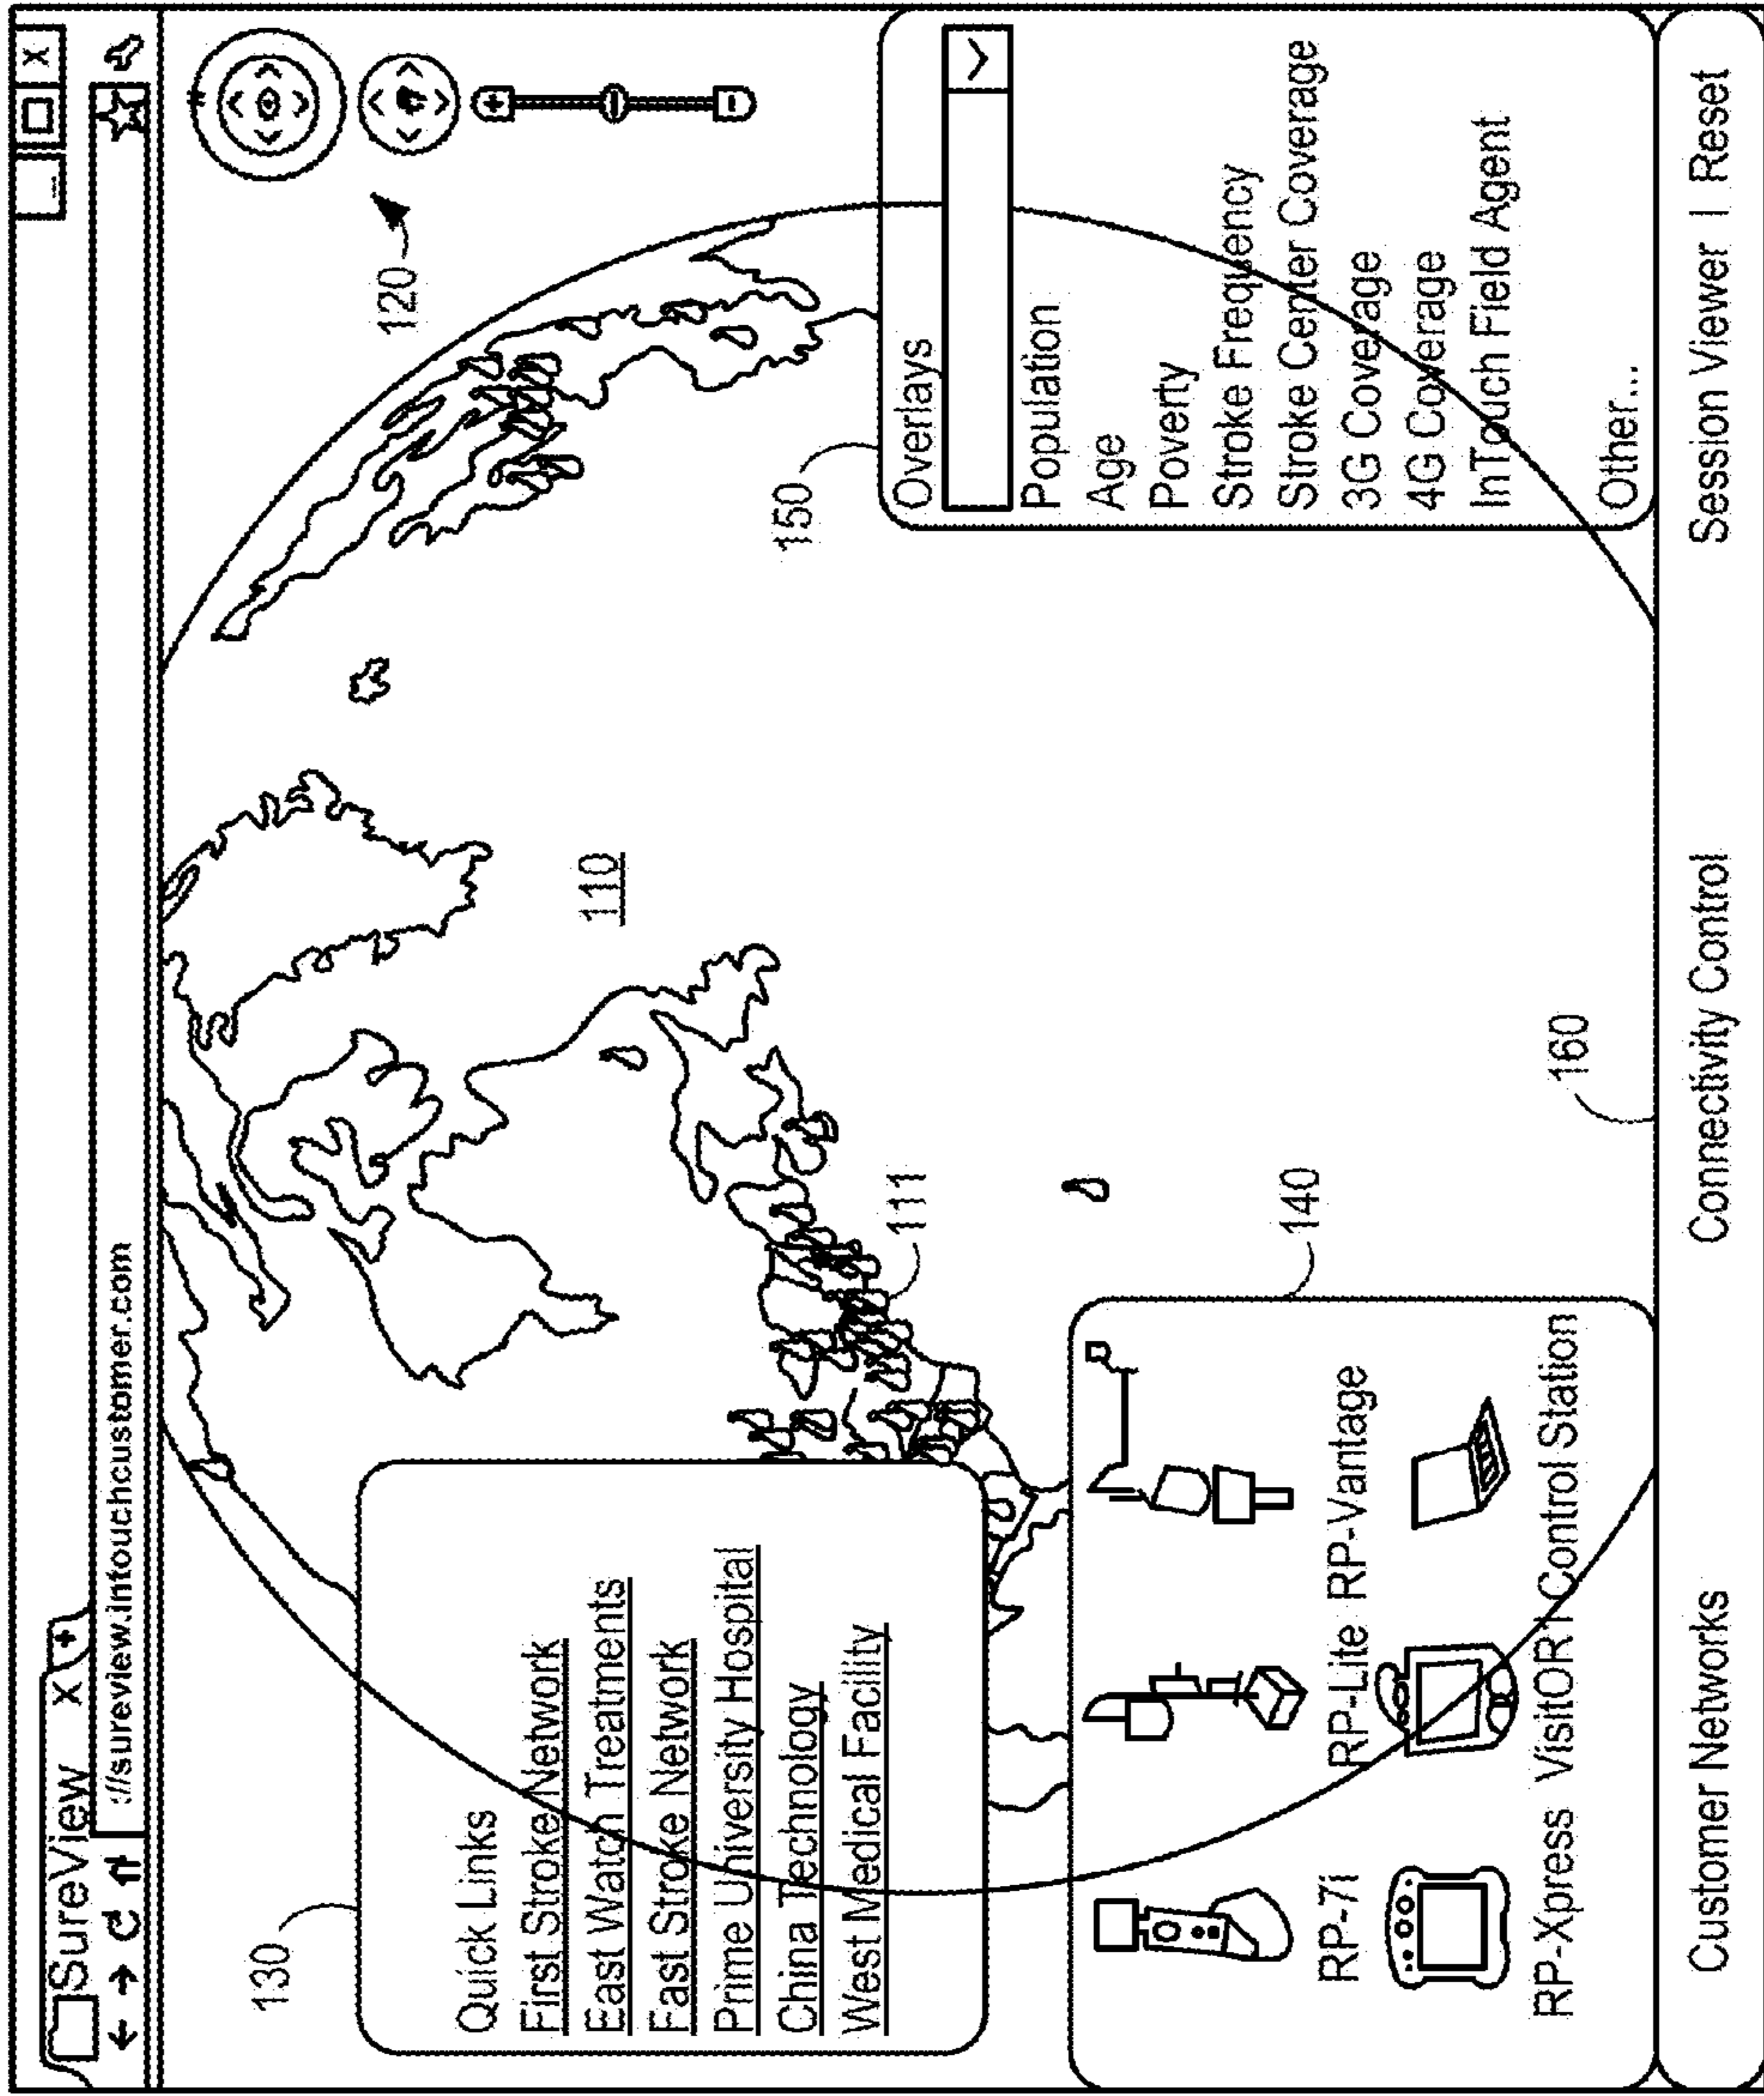 SureView X +
://sureview.intouchcustomer.com
_ X
120
130
Quick Links
First Stroke Network
East Watch Treatments
Fast Stroke Network
Prime University Hospital
China Technology
West Medical Facility
110
111
150
Overlays
Population
Age
Poverty
Stroke Frequency
Stroke Center Coverage
3G Coverage
4G Coverage
InTouch Field Agent
Other...
140
RP-7i RP-Lite RP-Vantage
RP-Xpress VisitOR1 Control Station
160
Customer Networks Connectivity Control Session Viewer | Reset